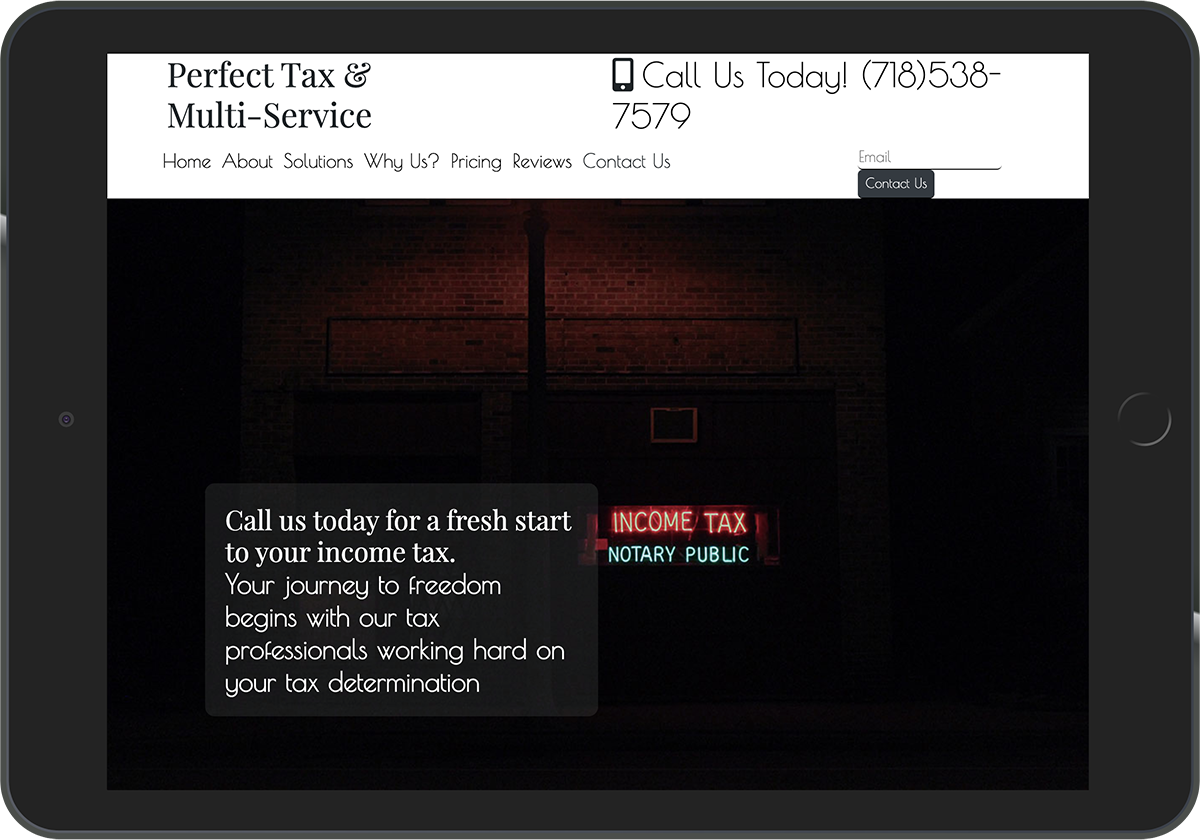 Perfect Tax &
Multi-Service
Call Us Today! (718)538-
7579
Home About Solutions Why Us? Pricing Reviews Contact Us
Email
Contact Us
INCOME TAX
NOTARY PUBLIC
Call us today for a fresh start
to your income tax.
Your journey to freedom
begins with our tax
professionals working hard on
your tax determination